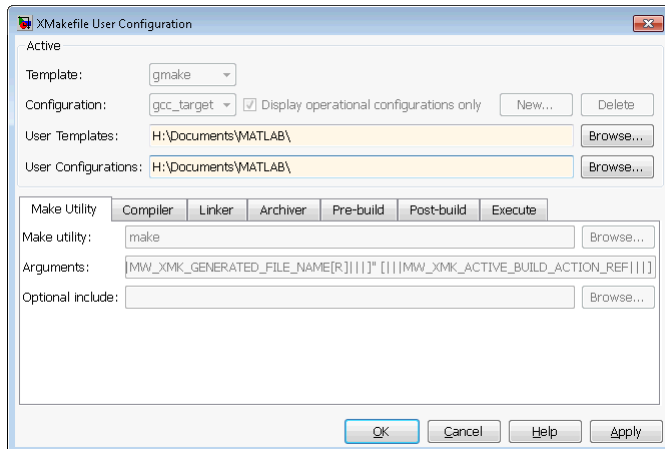 XMakefile User Configuration
Active
Template: gmake
Configuration: gcc_target Display operational configurations only New... Delete
User Templates: H:\Documents\MATLAB\ Browse...
User Configurations: H:\Documents\MATLAB\ Browse...
Make Utility Compiler Linker Archiver Pre-build Post-build Execute
Make utility: make Browse...
Arguments: |MW_XMK_GENERATED_FILE_NAME[R]|||]" [|||MW_XMK_ACTIVE_BUILD_ACTION_REF|||]
Optional include: Browse...
OK Cancel Help Apply